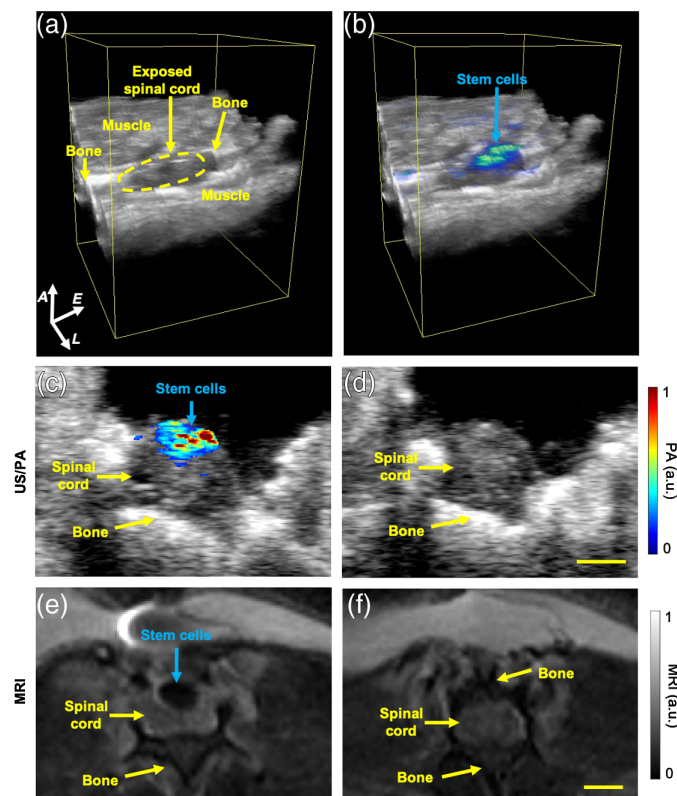 (a)
(b)
Exposed
spinal cord
Bone
Muscle
Bone
Muscle
A
E
L
Stem cells
(c)
Stem cells
Spinal
cord
Bone
US/PA
(d)
Spinal
cord
Bone
1
PA (a.u.)
0
(e)
Stem cells
Spinal
cord
Bone
MRI
(f)
Bone
Spinal
cord
Bone
1
MRI (a.u.)
0